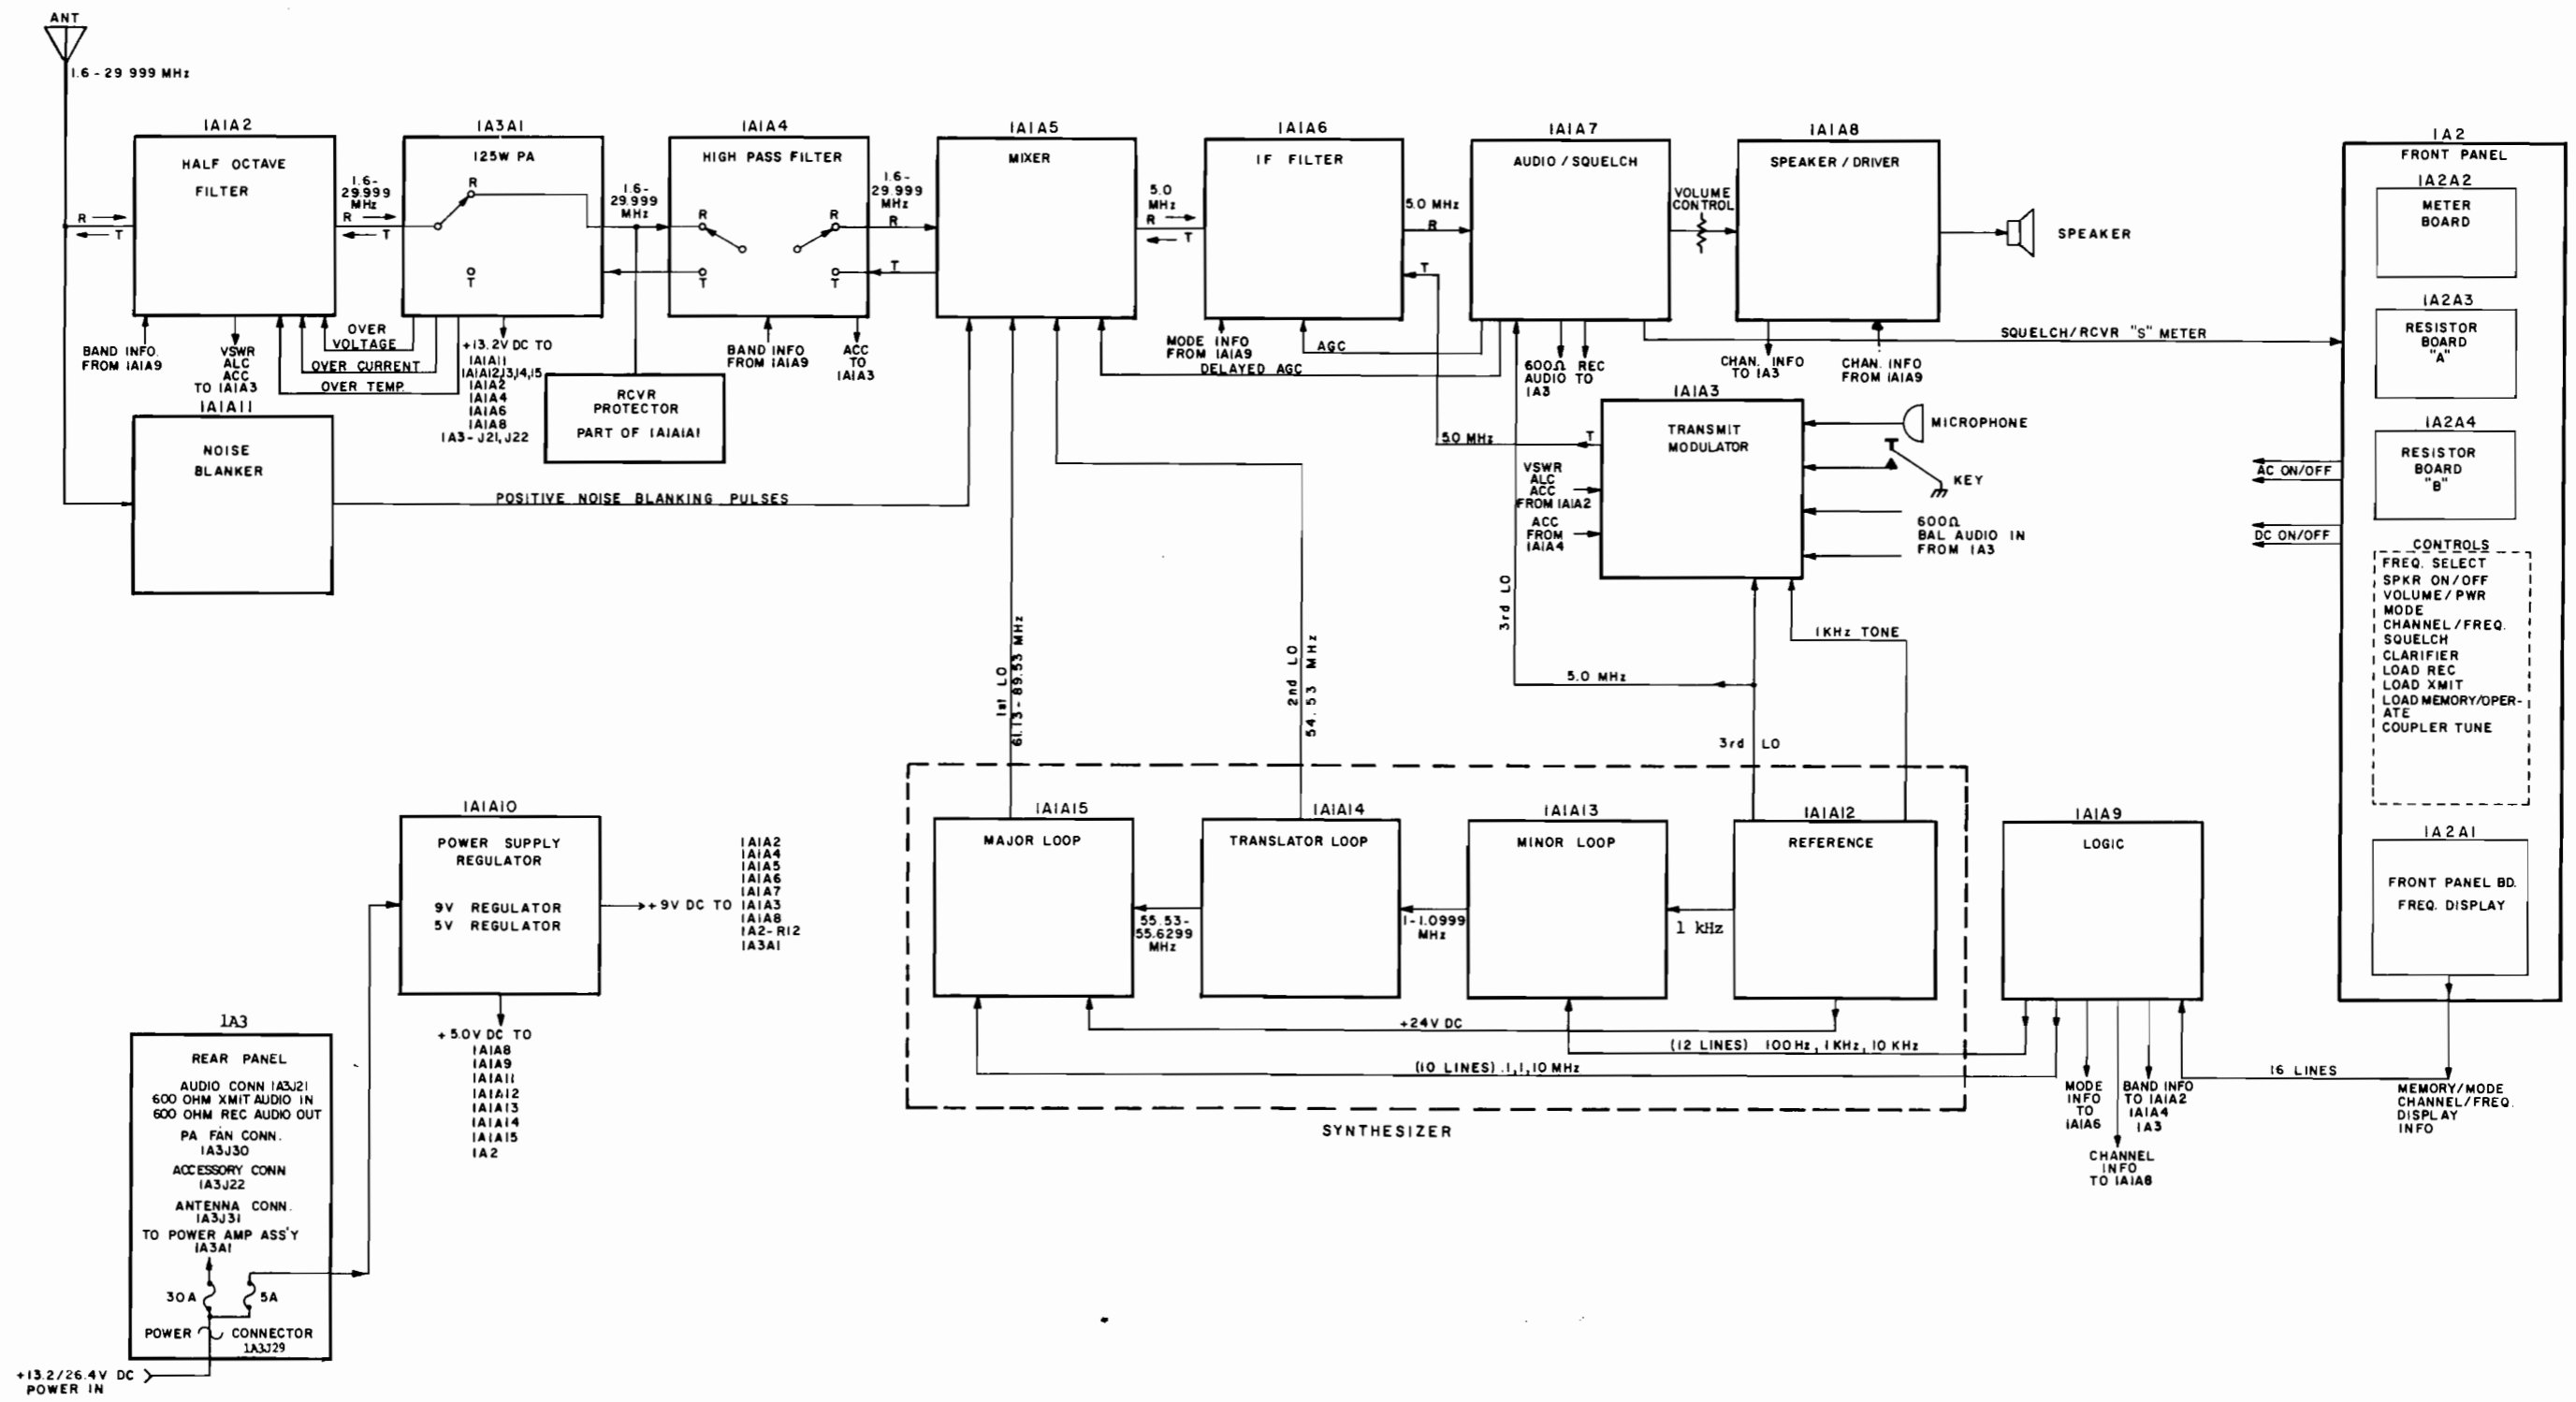 ANT
1.6 - 29 999 MHz
1A1A2
HALF OCTAVE
FILTER
R
T
BAND INFO.
FROM 1A1A9
VSWR
ALC
ACC
TO 1A1A3
OVER
VOLTAGE
OVER CURRENT
OVER TEMP
1.6-
29.999
MHz
R
T
1A3A1
125W PA
R
T
+13.2V DC TO
1A1A11
1A1A12,13,14,15
1A1A2
1A1A4
1A1A6
1A1A8
1A3- J21, J22
1.6-
29.999
MHz
RCVR
PROTECTOR
PART OF 1A1A1A1
1A1A4
HIGH PASS FILTER
R
R
T
T
BAND INFO
FROM 1A1A9
ACC
TO
1A1A3
1.6-
29.999
MHz
R
T
1A1A5
MIXER
5.0
MHz
R
T
1A1A6
IF FILTER
MODE INFO
FROM 1A1A9
AGC
DELAYED AGC
5.0 MHz
R
T
1A1A7
AUDIO / SQUELCH
600Ω REC
AUDIO TO
1A3
VOLUME
CONTROL
1A1A8
SPEAKER / DRIVER
CHAN. INFO
TO 1A3
CHAN. INFO
FROM 1A1A9
SPEAKER
SQUELCH/RCVR "S" METER
1A1A11
NOISE
BLANKER
POSITIVE NOISE BLANKING PULSES
1A1A3
TRANSMIT
MODULATOR
5.0 MHz
T
VSWR
ALC
ACC
FROM 1A1A2
ACC
FROM
1A1A4
MICROPHONE
KEY
600Ω
BAL AUDIO IN
FROM 1A3
1st LO
61.13 - 89.53 MHz
2nd LO
54.53 MHz
3rd LO
5.0 MHz
1KHz TONE
3rd LO
1A2
FRONT PANEL
1A2A2
METER
BOARD
1A2A3
RESISTOR
BOARD
"A"
1A2A4
RESISTOR
BOARD
"B"
AC ON/OFF
DC ON/OFF
CONTROLS
FREQ. SELECT
SPKR ON/OFF
VOLUME/PWR
MODE
CHANNEL/FREQ.
SQUELCH
CLARIFIER
LOAD REC
LOAD XMIT
LOAD MEMORY/OPER-
ATE
COUPLER TUNE
1A2A1
FRONT PANEL BD.
FREQ. DISPLAY
1A1A10
POWER SUPPLY
REGULATOR
9V REGULATOR
5V REGULATOR
+9V DC TO
1A1A2
1A1A4
1A1A5
1A1A6
1A1A7
1A1A3
1A1A8
1A2-R12
1A3A1
+5.0V DC TO
1A1A8
1A1A9
1A1A11
1A1A12
1A1A13
1A1A14
1A1A15
1A2
1A1A15
MAJOR LOOP
55.53-
55.6299
MHz
1A1A14
TRANSLATOR LOOP
1-1.0999
MHz
1A1A13
MINOR LOOP
1 kHz
1A1A12
REFERENCE
+24V DC
(12 LINES) 100Hz, 1KHz, 10 KHz
(10 LINES) .1,1,10 MHz
SYNTHESIZER
1A1A9
LOGIC
MODE
INFO
TO
1A1A6
BAND INFO
TO 1A1A2
1A1A4
1A3
CHANNEL
INFO
TO 1A1A8
16 LINES
MEMORY/MODE
CHANNEL/FREQ.
DISPLAY
INFO
1A3
REAR PANEL
AUDIO CONN 1A3J21
600 OHM XMIT AUDIO IN
600 OHM REC AUDIO OUT
PA FAN CONN.
1A3J30
ACCESSORY CONN
1A3J22
ANTENNA CONN.
1A3J31
TO POWER AMP ASS'Y
1A3A1
30A
5A
POWER CONNECTOR
1A3J29
+13.2/26.4V DC
POWER IN